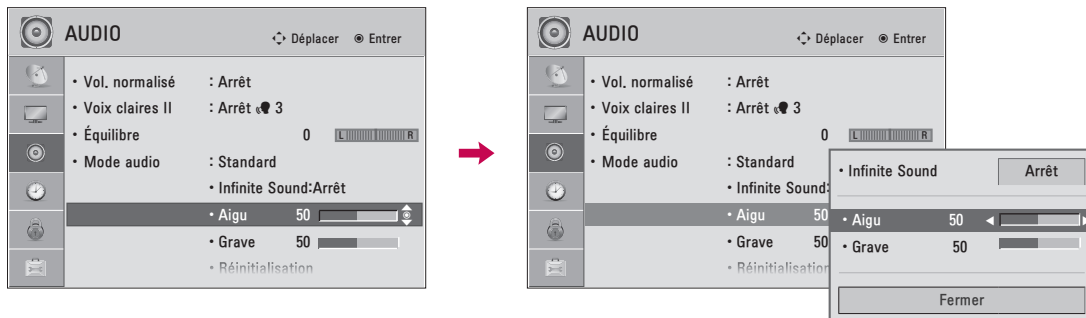 AUDIO
Déplacer Entrer
• Vol. normalisé : Arrêt
• Voix claires II : Arrêt 3
• Équilibre 0 L R
• Mode audio : Standard
• Infinite Sound:Arrêt
• Aigu 50
• Grave 50
• Réinitialisation
AUDIO
Déplacer Entrer
• Vol. normalisé : Arrêt
• Voix claires II : Arrêt 3
• Équilibre 0 L R
• Mode audio : Standard
• Infinite Sound:
• Aigu 50
• Grave 50
• Réinitialisation
• Infinite Sound Arrêt
• Aigu 50
• Grave 50
Fermer